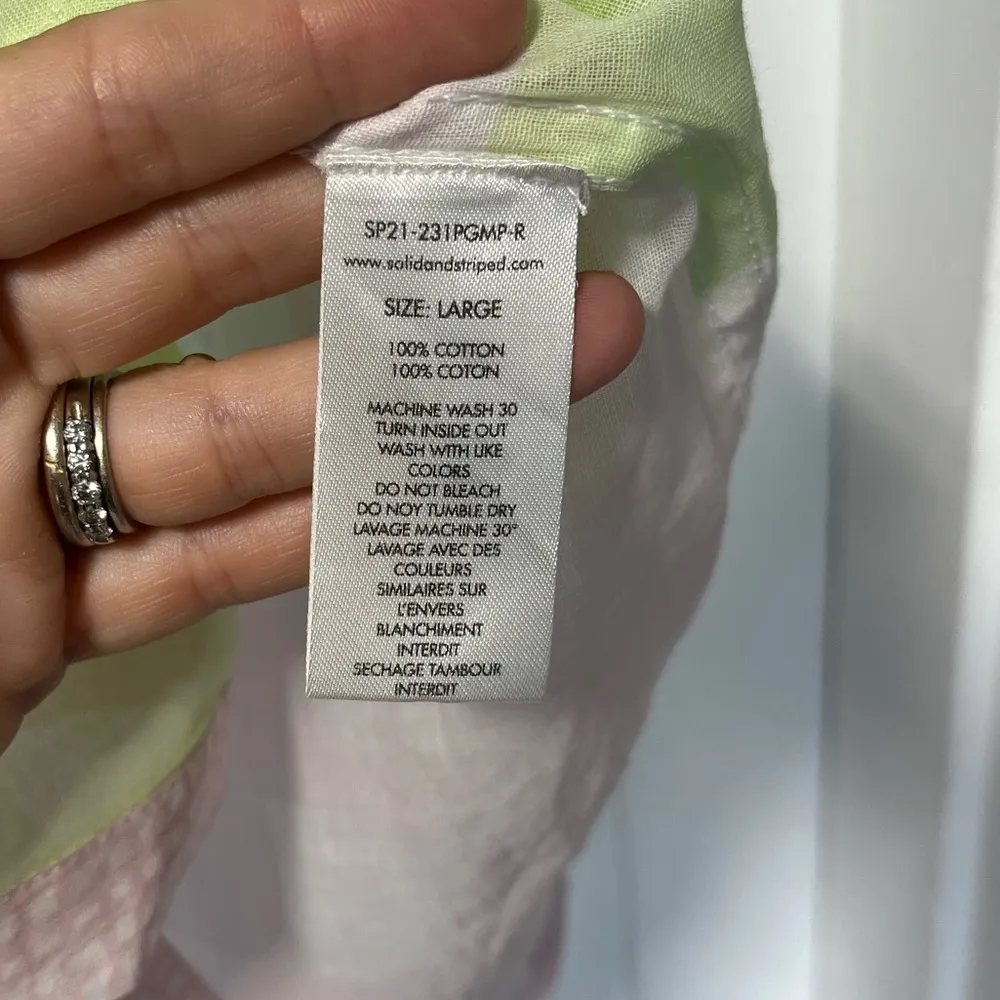 SP21-231PGMP-R
www.solidandstriped.com
SIZE: LARGE
100% COTTON
100% COTON
MACHINE WASH 30
TURN INSIDE OUT
WASH WITH LIKE
COLORS
DO NOT BLEACH
DO NOY TUMBLE DRY
LAVAGE MACHINE 30°
LAVAGE AVEC DES
COULEURS
SIMILAIRES SUR
L'ENVERS
BLANCHIMENT
INTERDIT
SECHAGE TAMBOUR
INTERDIT